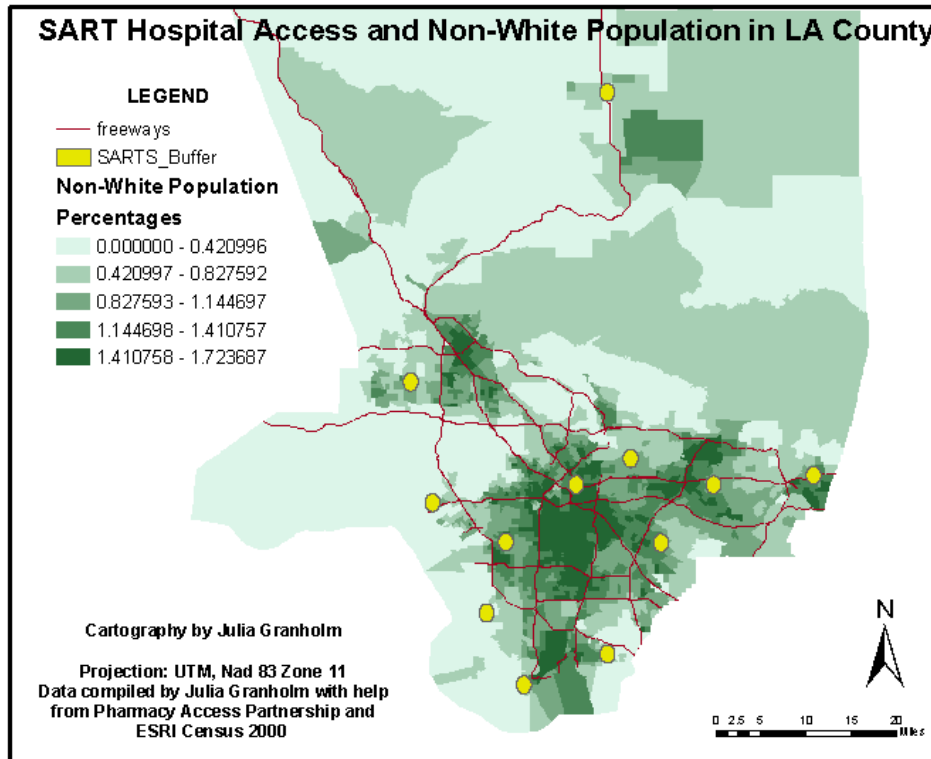 SART Hospital Access and Non-White Population in LA County
LEGEND
freeways
SARTS_Buffer
Non-White Population
Percentages
0.000000 - 0.420996
0.420997 - 0.827592
0.827593 - 1.144697
1.144698 - 1.410757
1.410758 - 1.723687
Cartography by Julia Granholm
Projection: UTM, Nad 83 Zone 11
Data compiled by Julia Granholm with help
from Pharmacy Access Partnership and
ESRI Census 2000
N
0 2.5 5 10 15 20
Miles